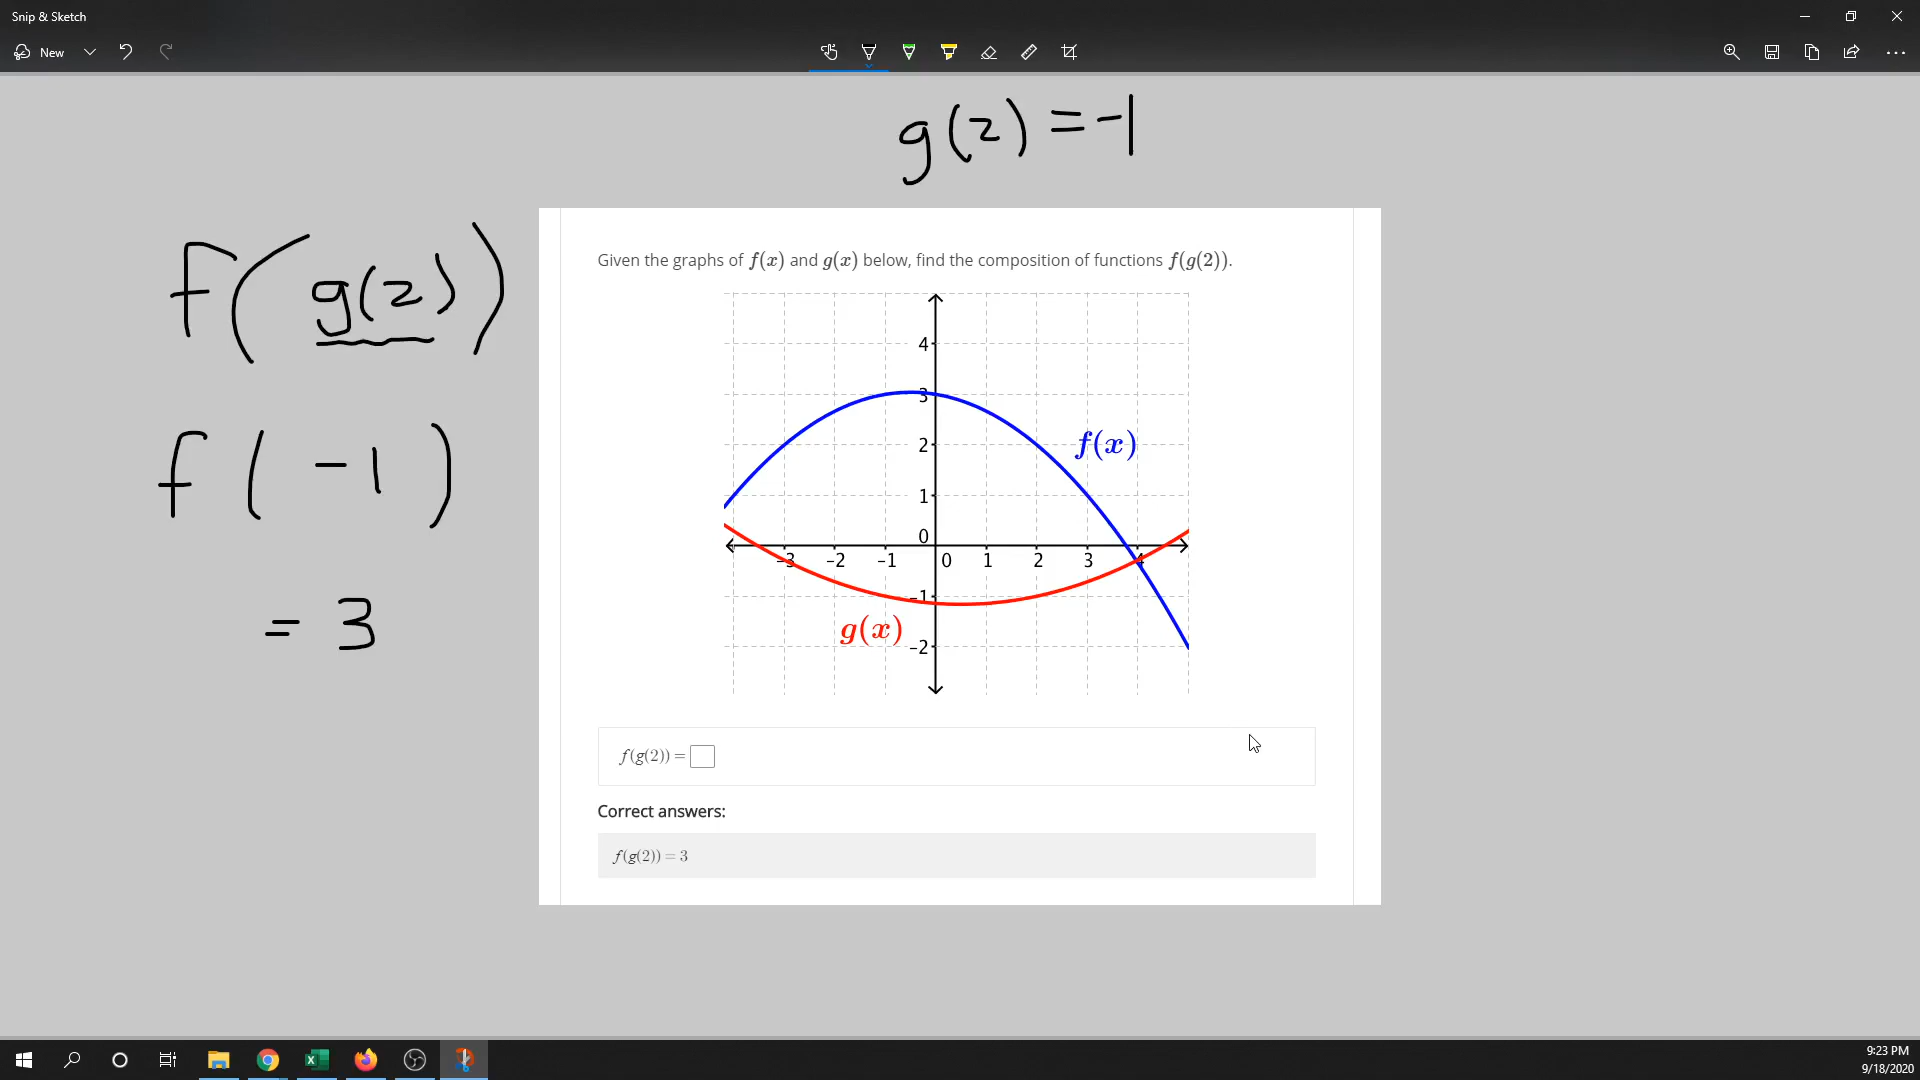 Snip & Sketch
New
g(2) = -1
f(g(2))
f(-1)
= 3
Given the graphs of f(x) and g(x) below, find the composition of functions f(g(2)).
4
3
2
1
0
-3 -2 -1 0 1 2 3 4
-1
-2
f(x)
g(x)
f(g(2)) =
Correct answers:
f(g(2)) = 3
9:23 PM
9/18/2020